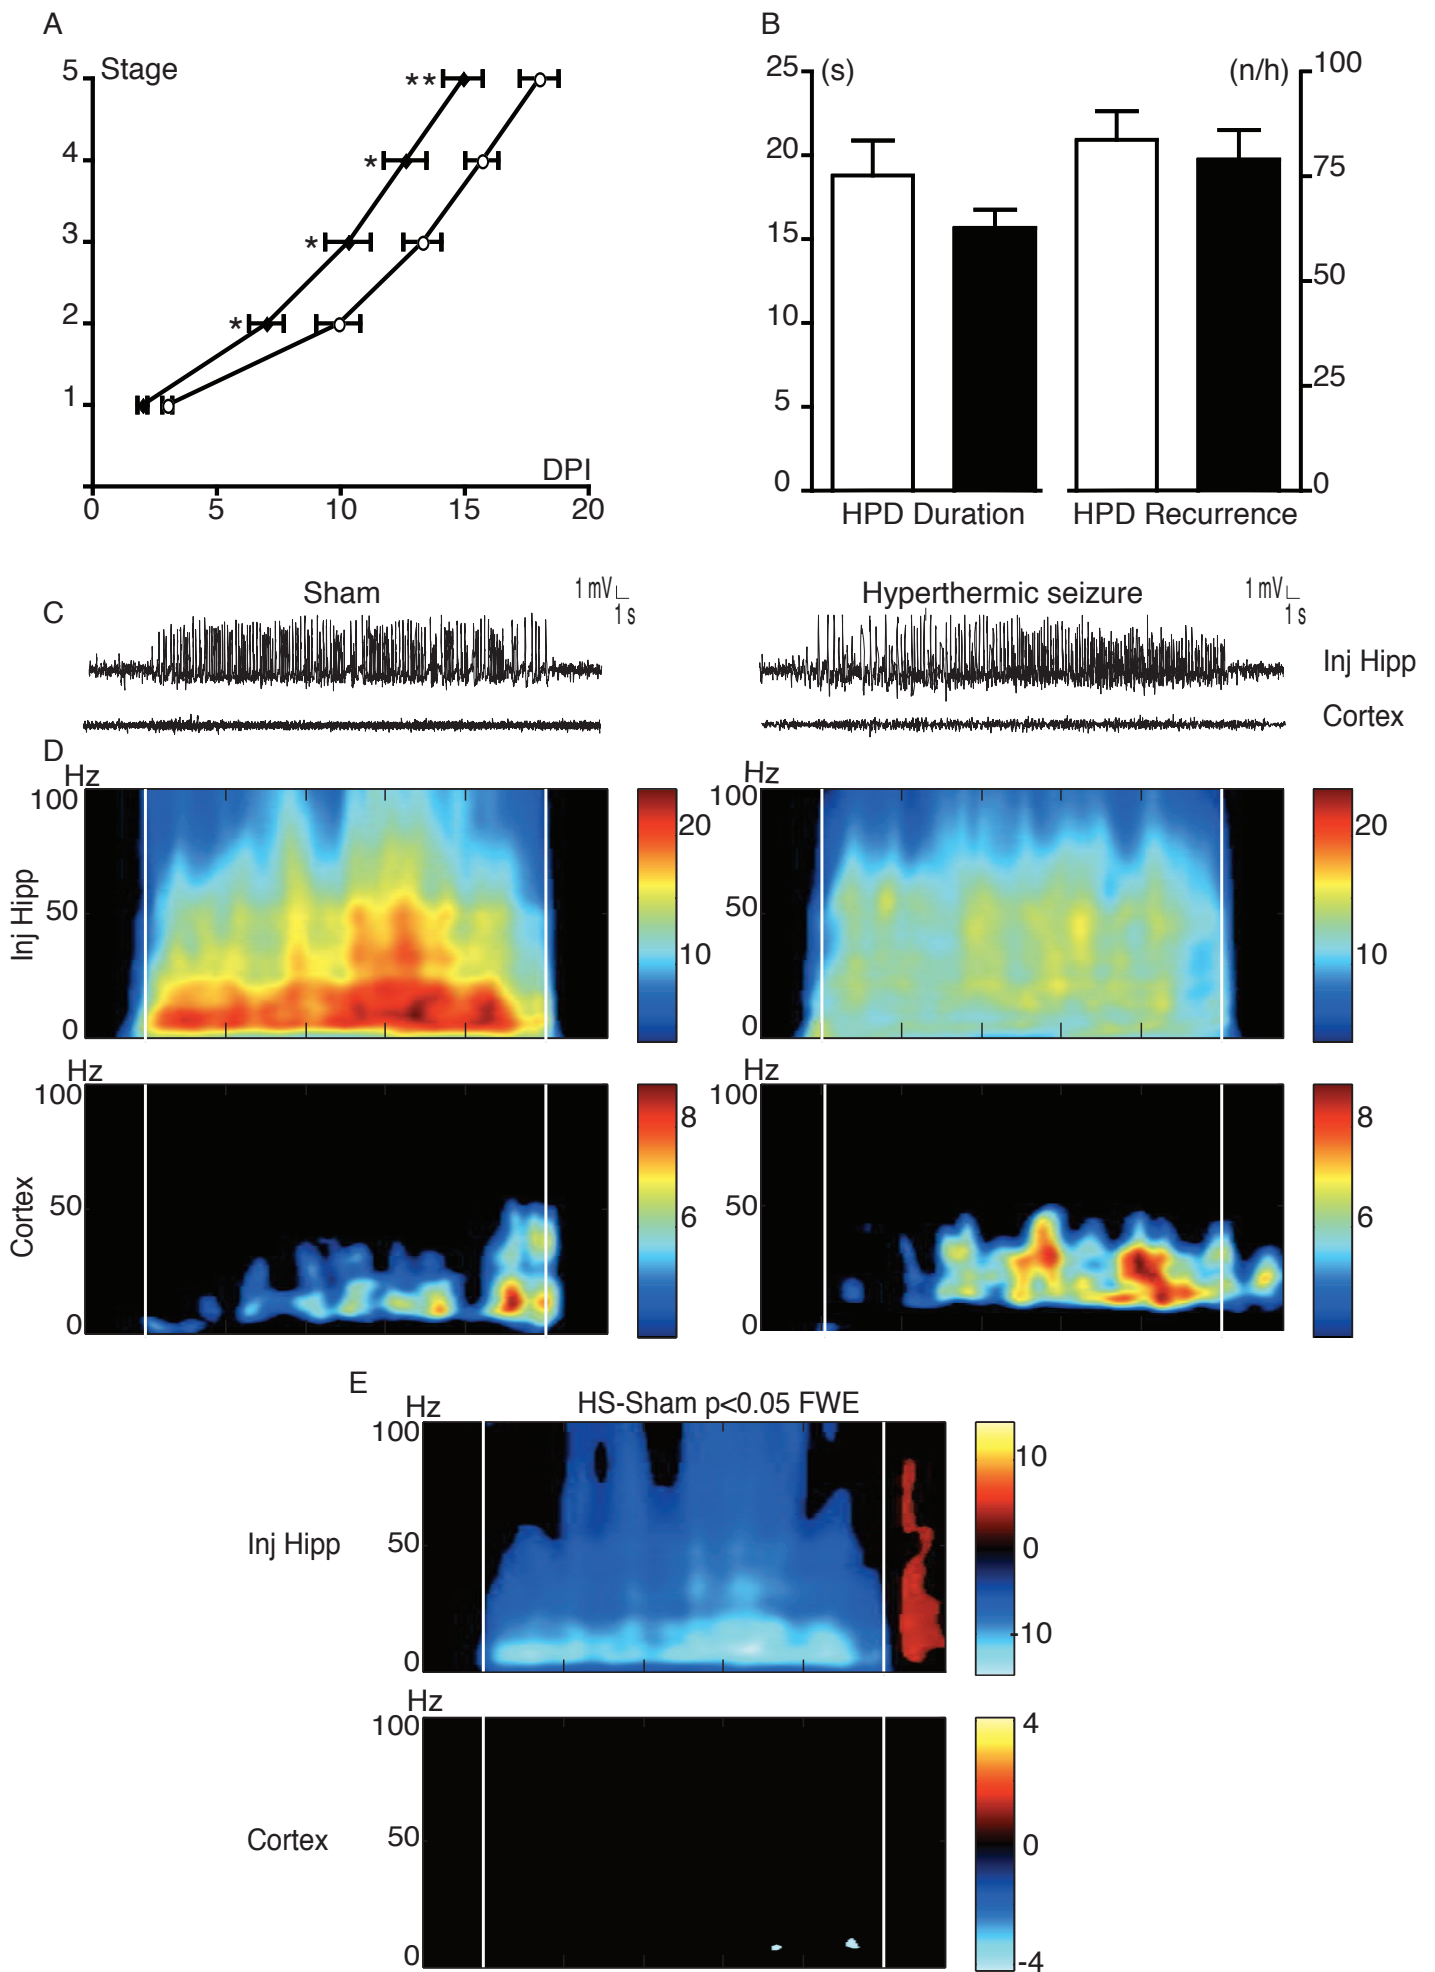 A
Stage
5
4
3
2
1
**
*
*
*
DPI
0 5 10 15 20
B
(s)
(n/h)
25
20
15
10
5
0
100
75
50
25
0
HPD Duration
HPD Recurrence
C
Sham
1 mV
1 s
Hyperthermic seizure
1 mV
1 s
Inj Hipp
Cortex
D
Hz
100
50
0
Inj Hipp
20
10
Hz
100
50
0
20
10
Hz
100
50
0
Cortex
8
6
Hz
100
50
0
8
6
E
HS-Sham p<0.05 FWE
Hz
100
50
0
Inj Hipp
10
0
-10
Hz
100
50
0
Cortex
4
0
-4